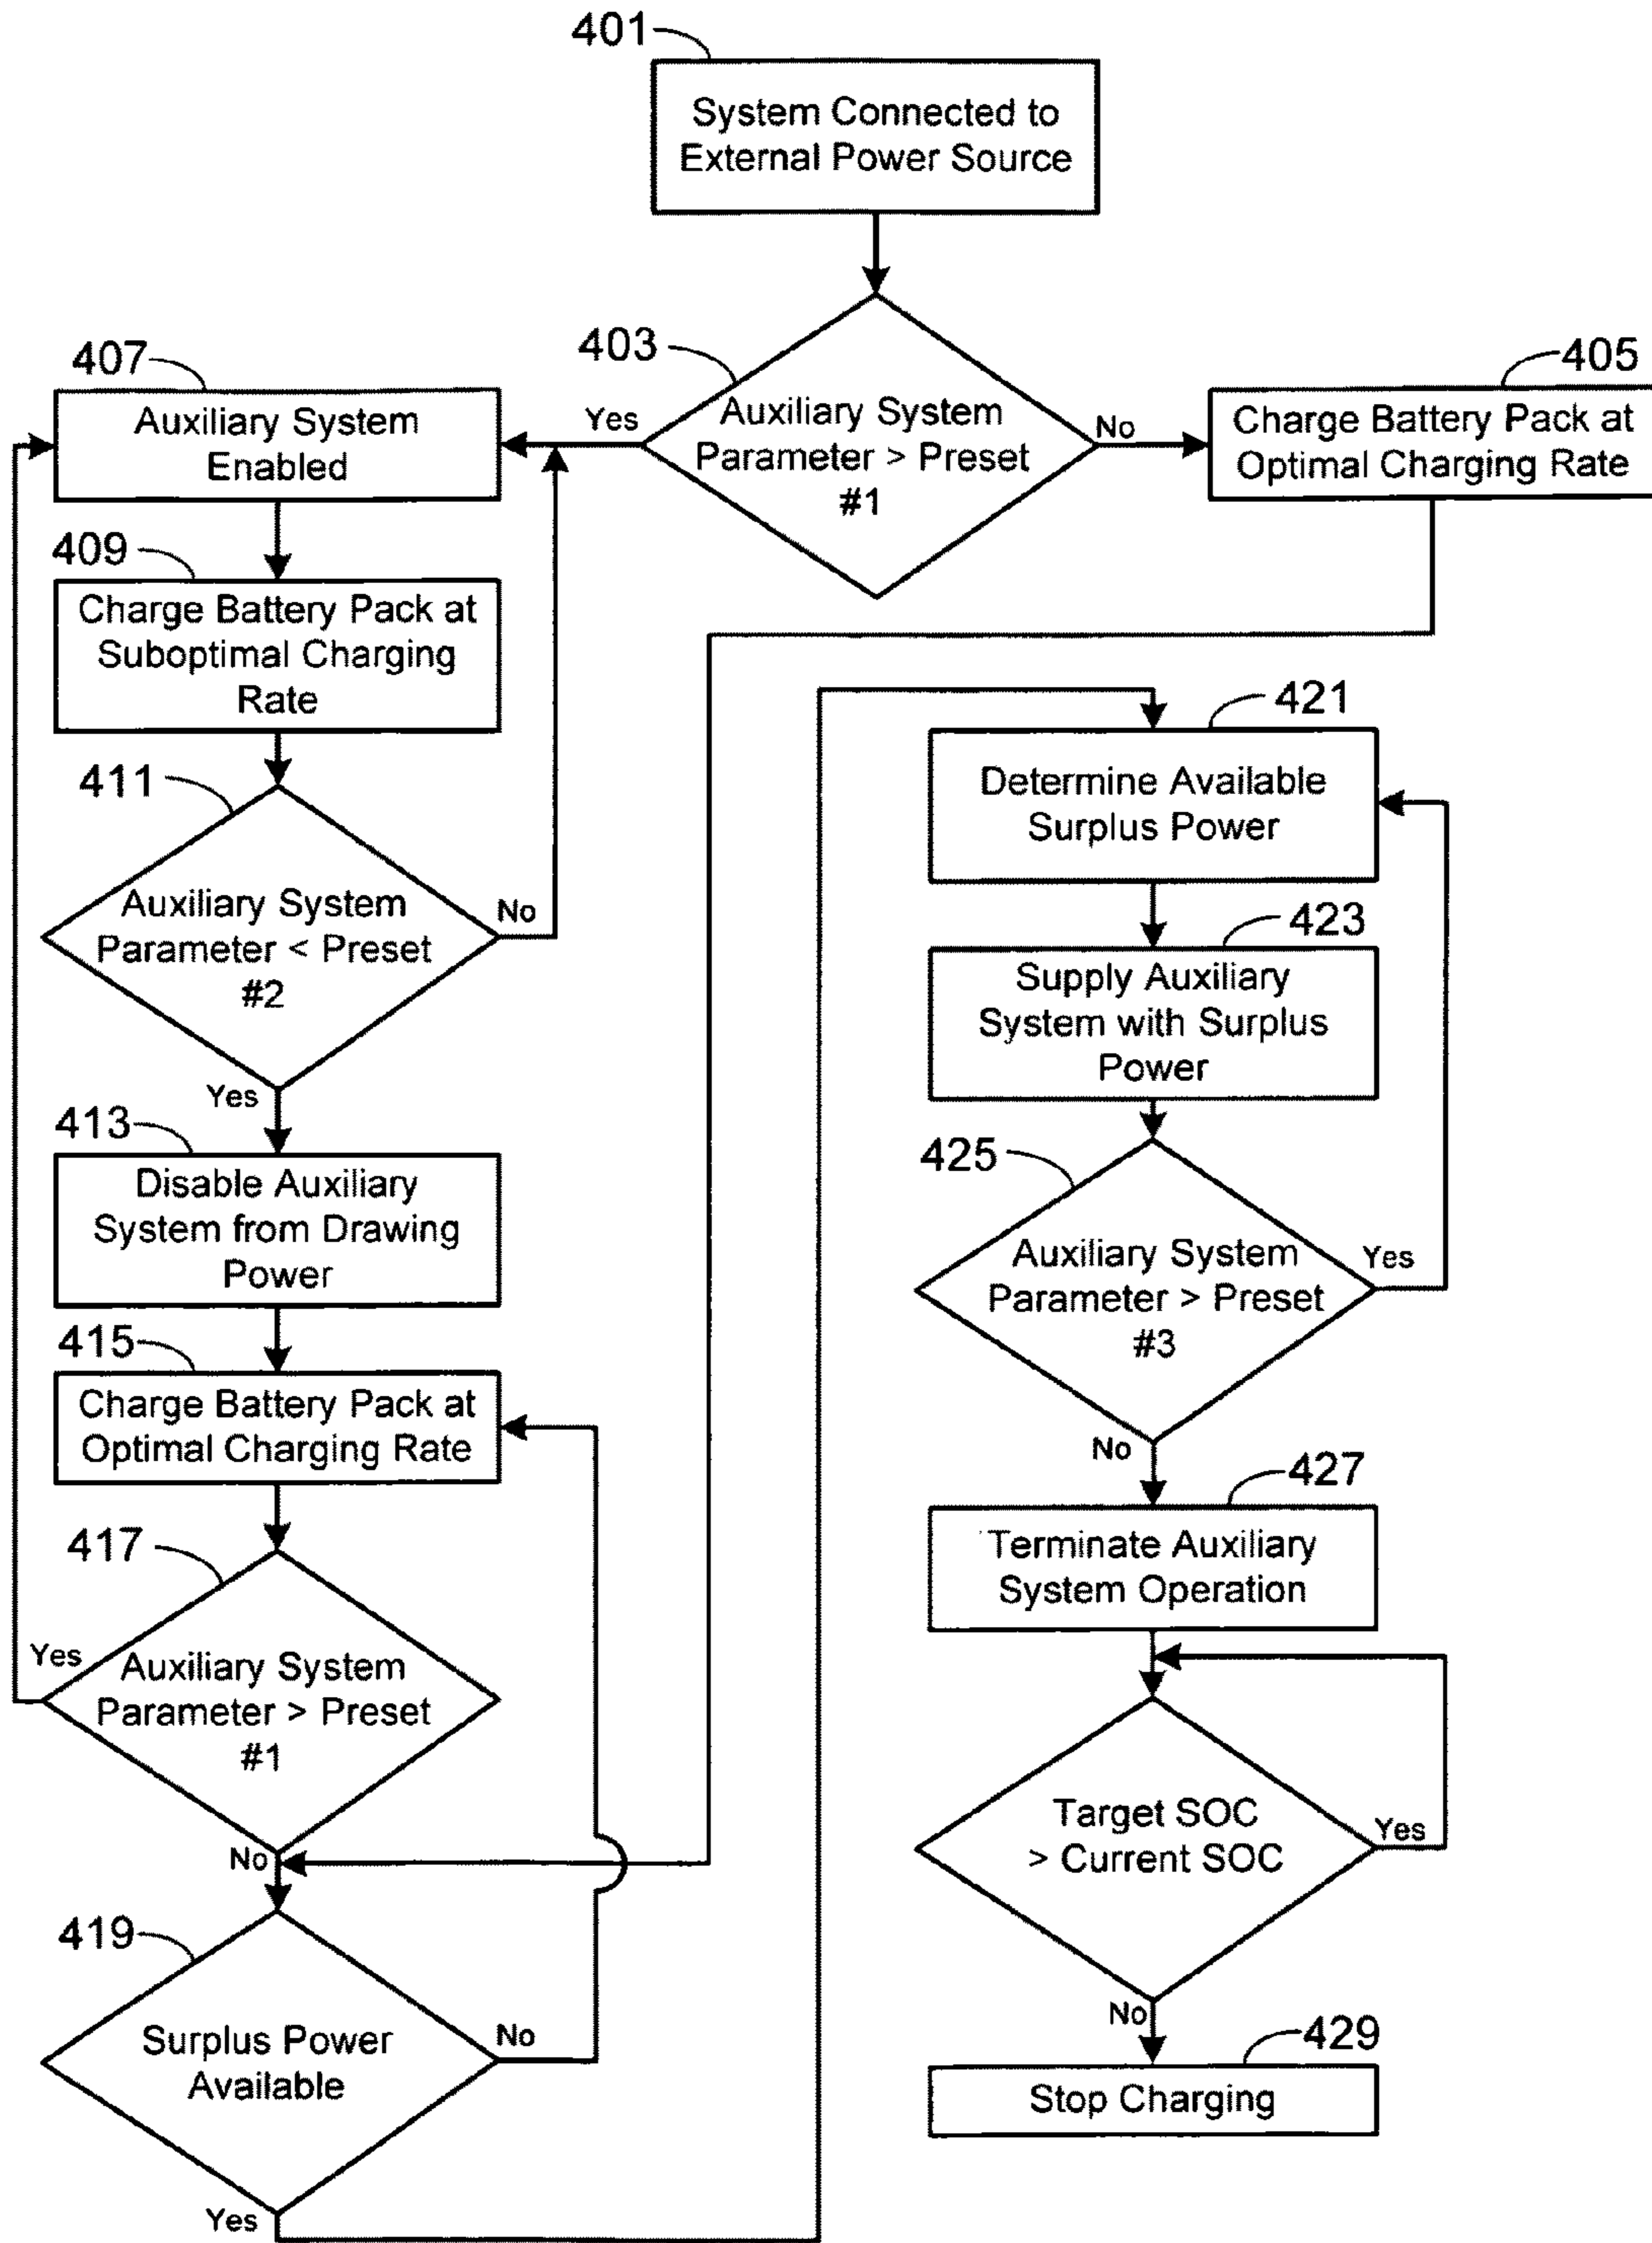 401
System Connected to
External Power Source
403
Auxiliary System
Parameter > Preset
#1
Yes
No
405
Charge Battery Pack at
Optimal Charging Rate
407
Auxiliary System
Enabled
409
Charge Battery Pack at
Suboptimal Charging
Rate
411
Auxiliary System
Parameter < Preset
#2
No
Yes
413
Disable Auxiliary
System from Drawing
Power
415
Charge Battery Pack at
Optimal Charging Rate
417
Yes
Auxiliary System
Parameter > Preset
#1
No
419
Surplus Power
Available
No
Yes
421
Determine Available
Surplus Power
423
Supply Auxiliary
System with Surplus
Power
425
Auxiliary System
Parameter > Preset
#3
Yes
No
427
Terminate Auxiliary
System Operation
Target SOC
> Current SOC
Yes
No
429
Stop Charging